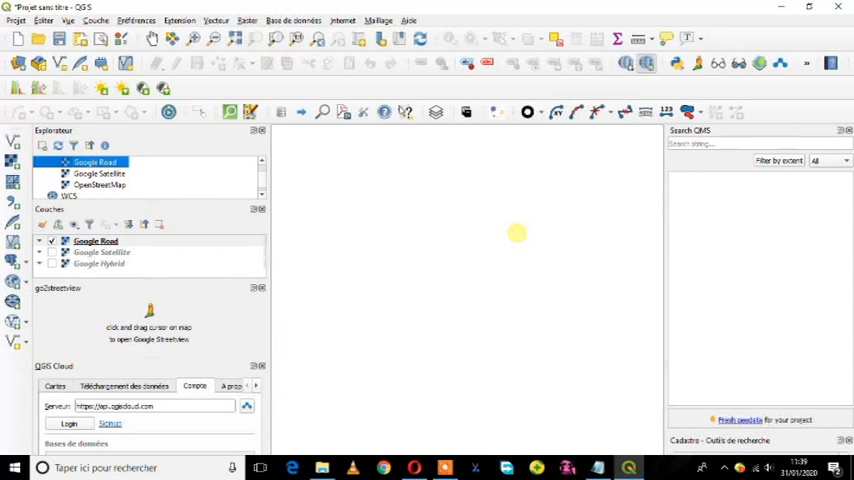 *Projet sans titre - QGIS
Projet Éditer Vue Couche Préférences Extension Vecteur Raster Base de données Internet Maillage Aide
Explorateur
Google Road
Google Satellite
OpenStreetMap
WCS
Couches
Google Road
Google Satellite
Google Hybrid
go2streetview
click and drag cursor on map
to open Google Streetview
QGIS Cloud
Cartes Téléchargement des données Compte A prop
Serveur: https://api.qgiscloud.com
Login Signup
Bases de données
Search QMS
Search string...
Filter by extent All
Fresh geodata for your project
Cadastre - Outils de recherche
Taper ici pour rechercher
11:39
31/01/2020